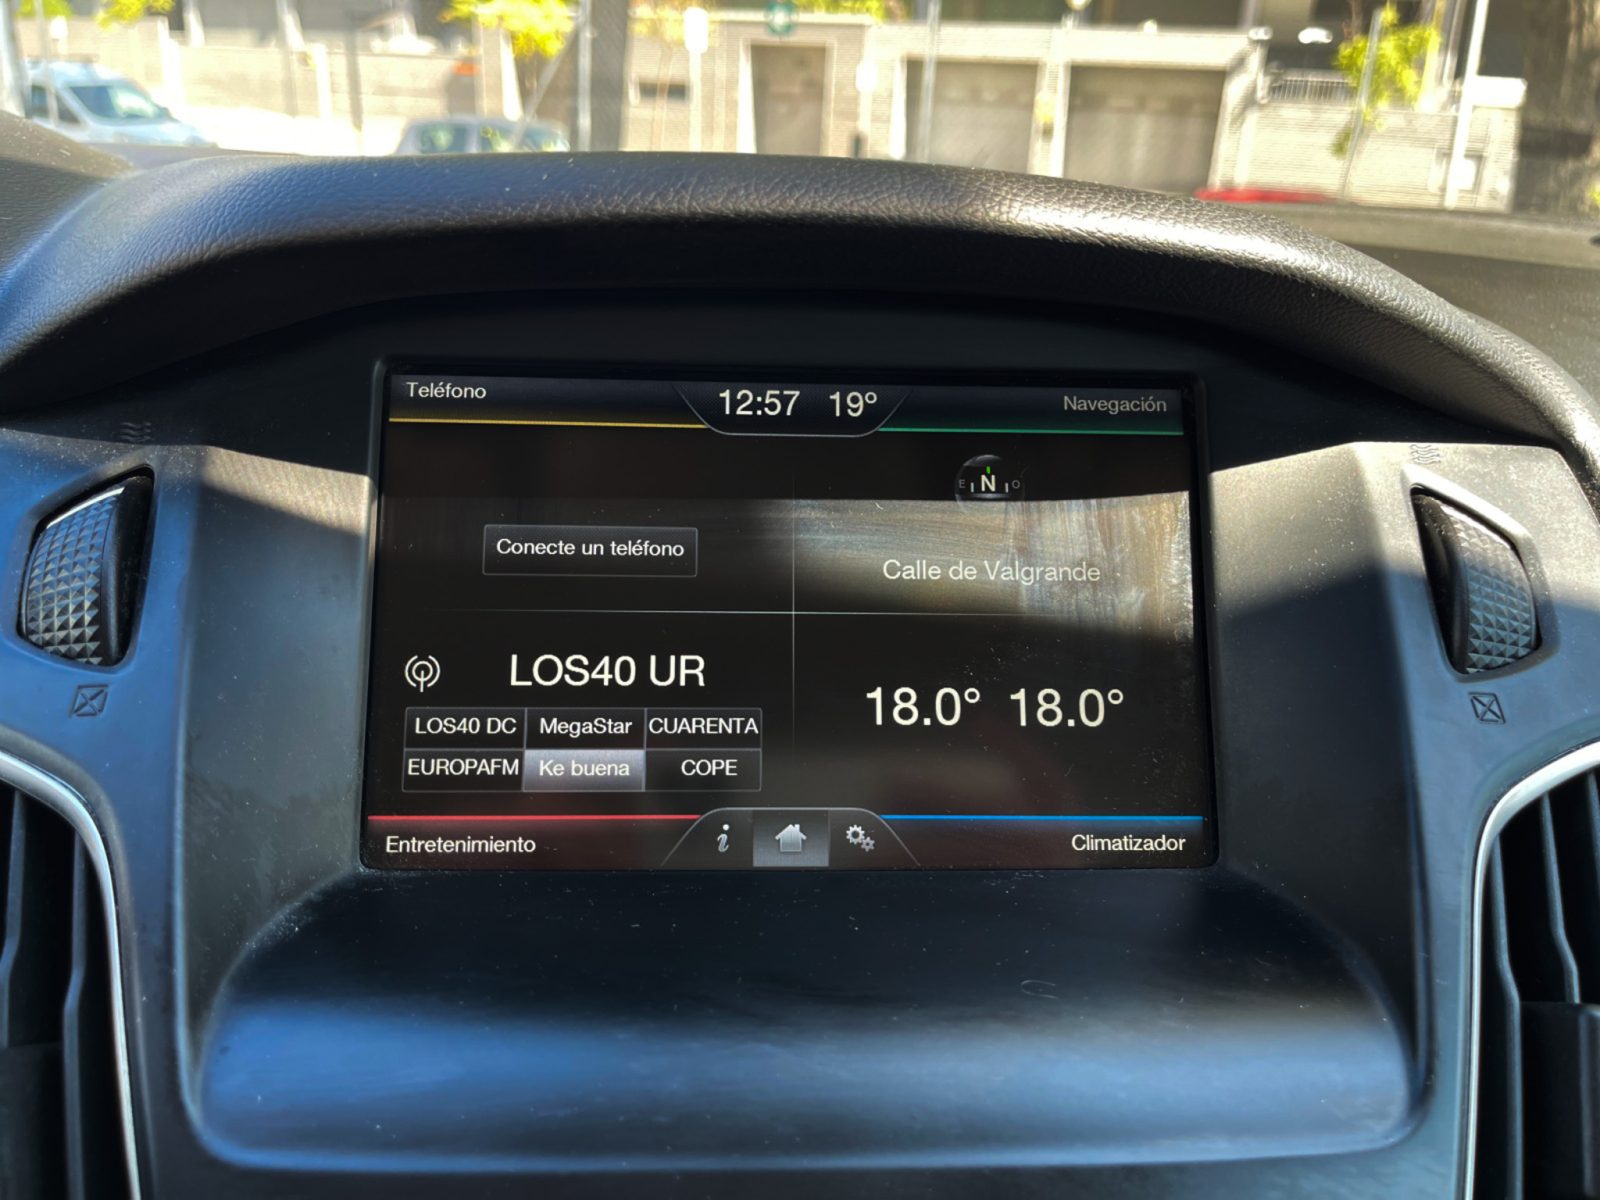 Teléfono
12:57 19°
Navegación
E N O
Conecte un teléfono
Calle de Valgrande
LOS40 UR
18.0° 18.0°
LOS40 DC MegaStar CUARENTA
EUROPAFM Ke buena COPE
Entretenimiento
i
Climatizador